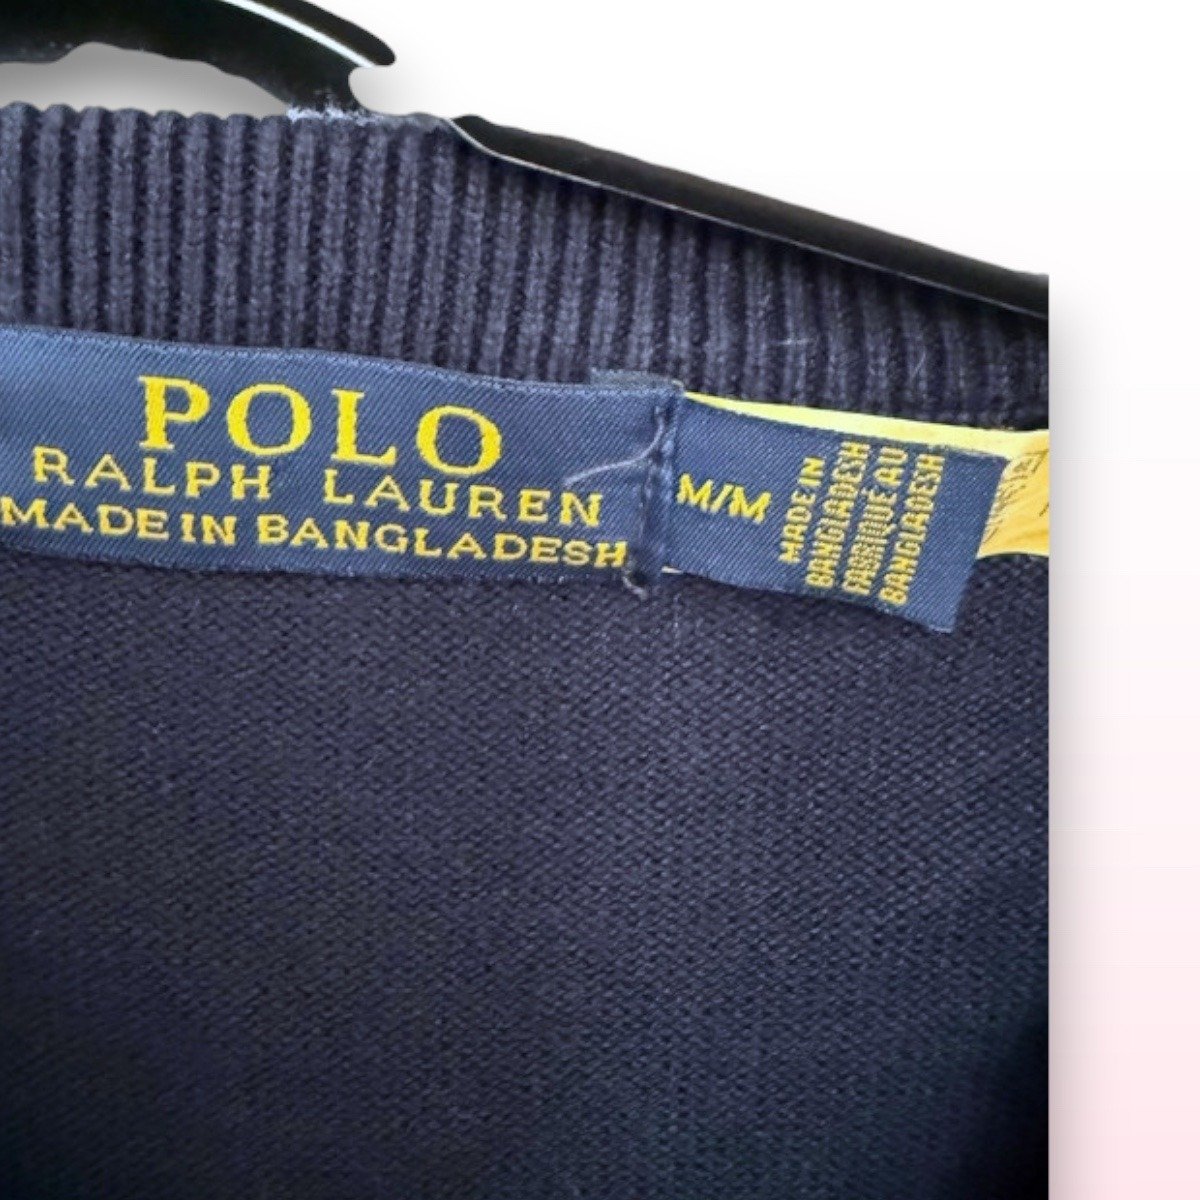 POLO
RALPH LAUREN
MADE IN BANGLADESH
M/M
MADE IN
BANGLADESH
FABRIQUÉ AU
BANGLADESH